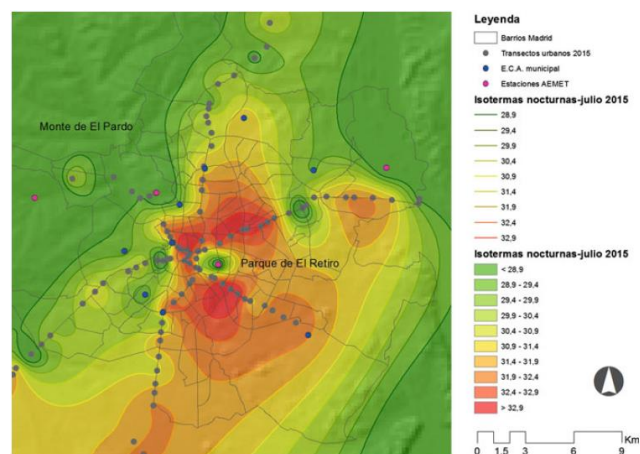 Monte de El Pardo
Parque de El Retiro
Leyenda
Barrios Madrid
Transectos urbanos 2015
E.C.A. municipal
Estaciones AEMET
Isotermas nocturnas-julio 2015
28,9
29,4
29,9
30,4
30,9
31,4
31,9
32,4
32,9
Isotermas nocturnas-julio 2015
< 28,9
28,9 - 29,4
29,4 - 29,9
29,9 - 30,4
30,4 - 30,9
30,9 - 31,4
31,4 - 31,9
31,9 - 32,4
32,4 - 32,9
> 32,9
Km
0 1,5 3 6 9